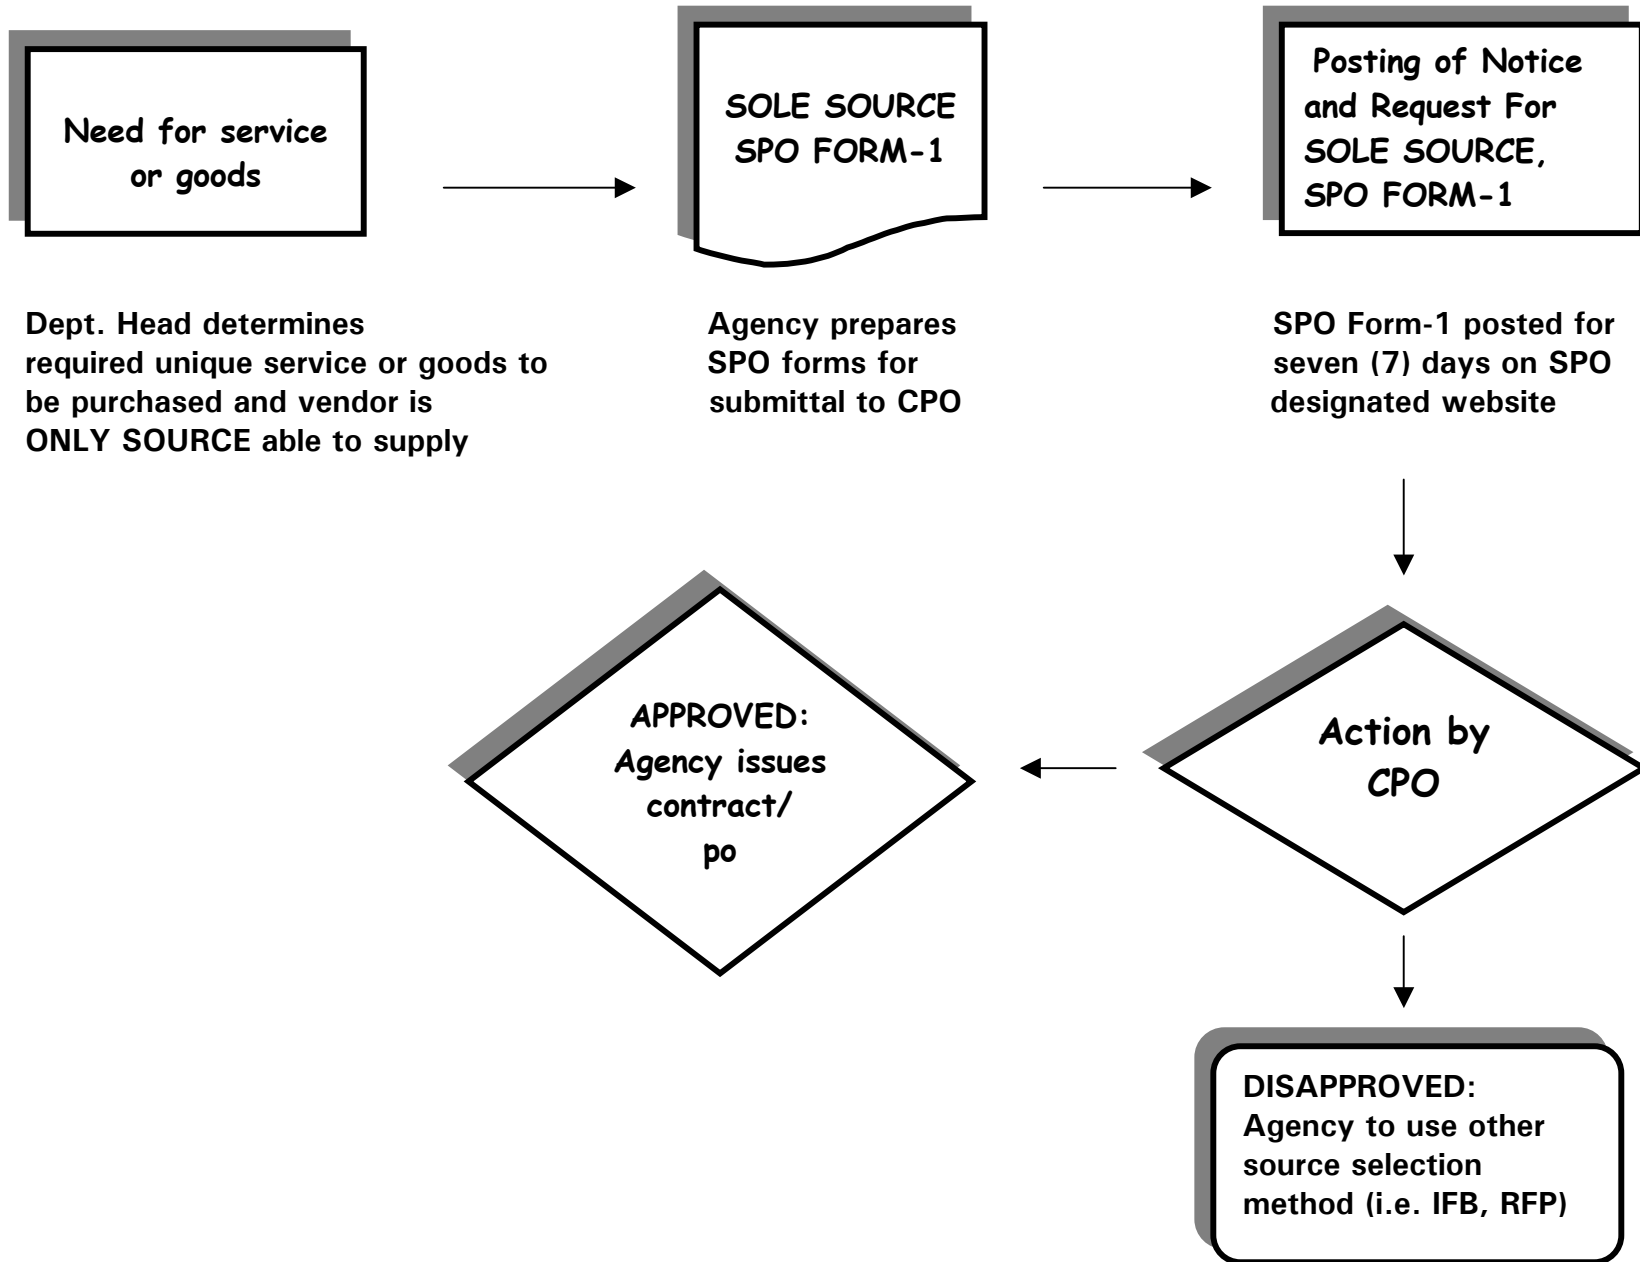 Need for service
or goods
SOLE SOURCE
SPO FORM-1
Posting of Notice
and Request For
SOLE SOURCE,
SPO FORM-1
Dept. Head determines
required unique service or goods to
be purchased and vendor is
ONLY SOURCE able to supply
Agency prepares
SPO forms for
submittal to CPO
SPO Form-1 posted for
seven (7) days on SPO
designated website
APPROVED:
Agency issues
contract/
po
Action by
CPO
DISAPPROVED:
Agency to use other
source selection
method (i.e. IFB, RFP)